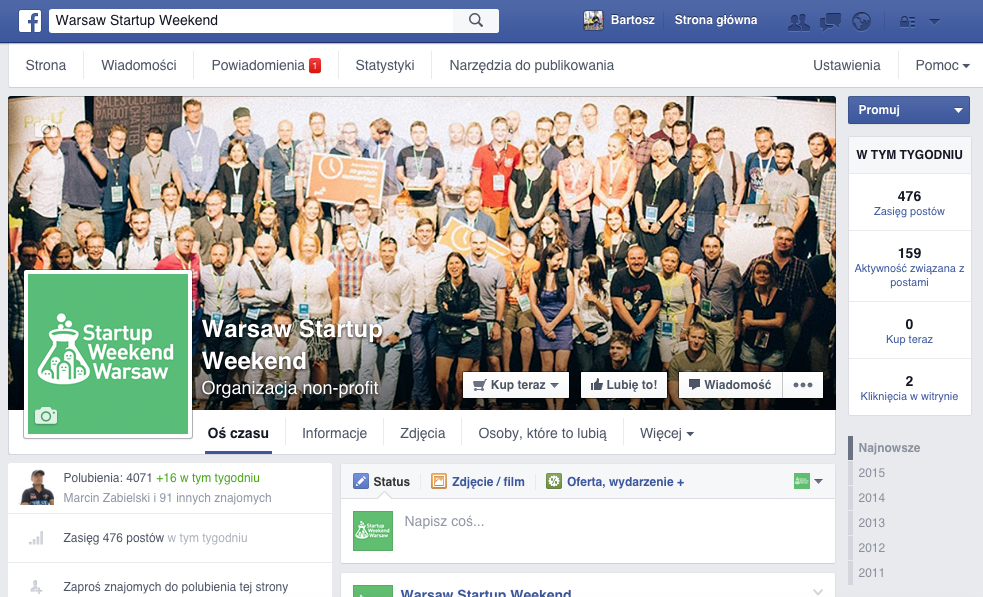 Warsaw Startup Weekend
Bartosz
Strona główna
Strona
Wiadomości
Powiadomienia 1
Statystyki
Narzędzia do publikowania
Ustawienia
Pomoc
SALES CLOUD
PARDOT
CHATTER
Startup
Weekend
Warsaw
Warsaw Startup
Weekend
Organizacja non-profit
Kup teraz
Lubię to!
Wiadomość
Oś czasu
Informacje
Zdjęcia
Osoby, które to lubią
Więcej
Promuj
W TYM TYGODNIU
476
Zasięg postów
159
Aktywność związana z
postami
0
Kup teraz
2
Kliknięcia w witrynie
Najnowsze
2015
2014
2013
2012
2011
Polubienia: 4071 +16 w tym tygodniu
Marcin Zabielski i 91 innych znajomych
Zasięg 476 postów w tym tygodniu
Zaproś znajomych do polubienia tej strony
Status
Zdjęcie / film
Oferta, wydarzenie +
Startup
Weekend
Warsaw
Napisz coś...
Warsaw Startup Weekend